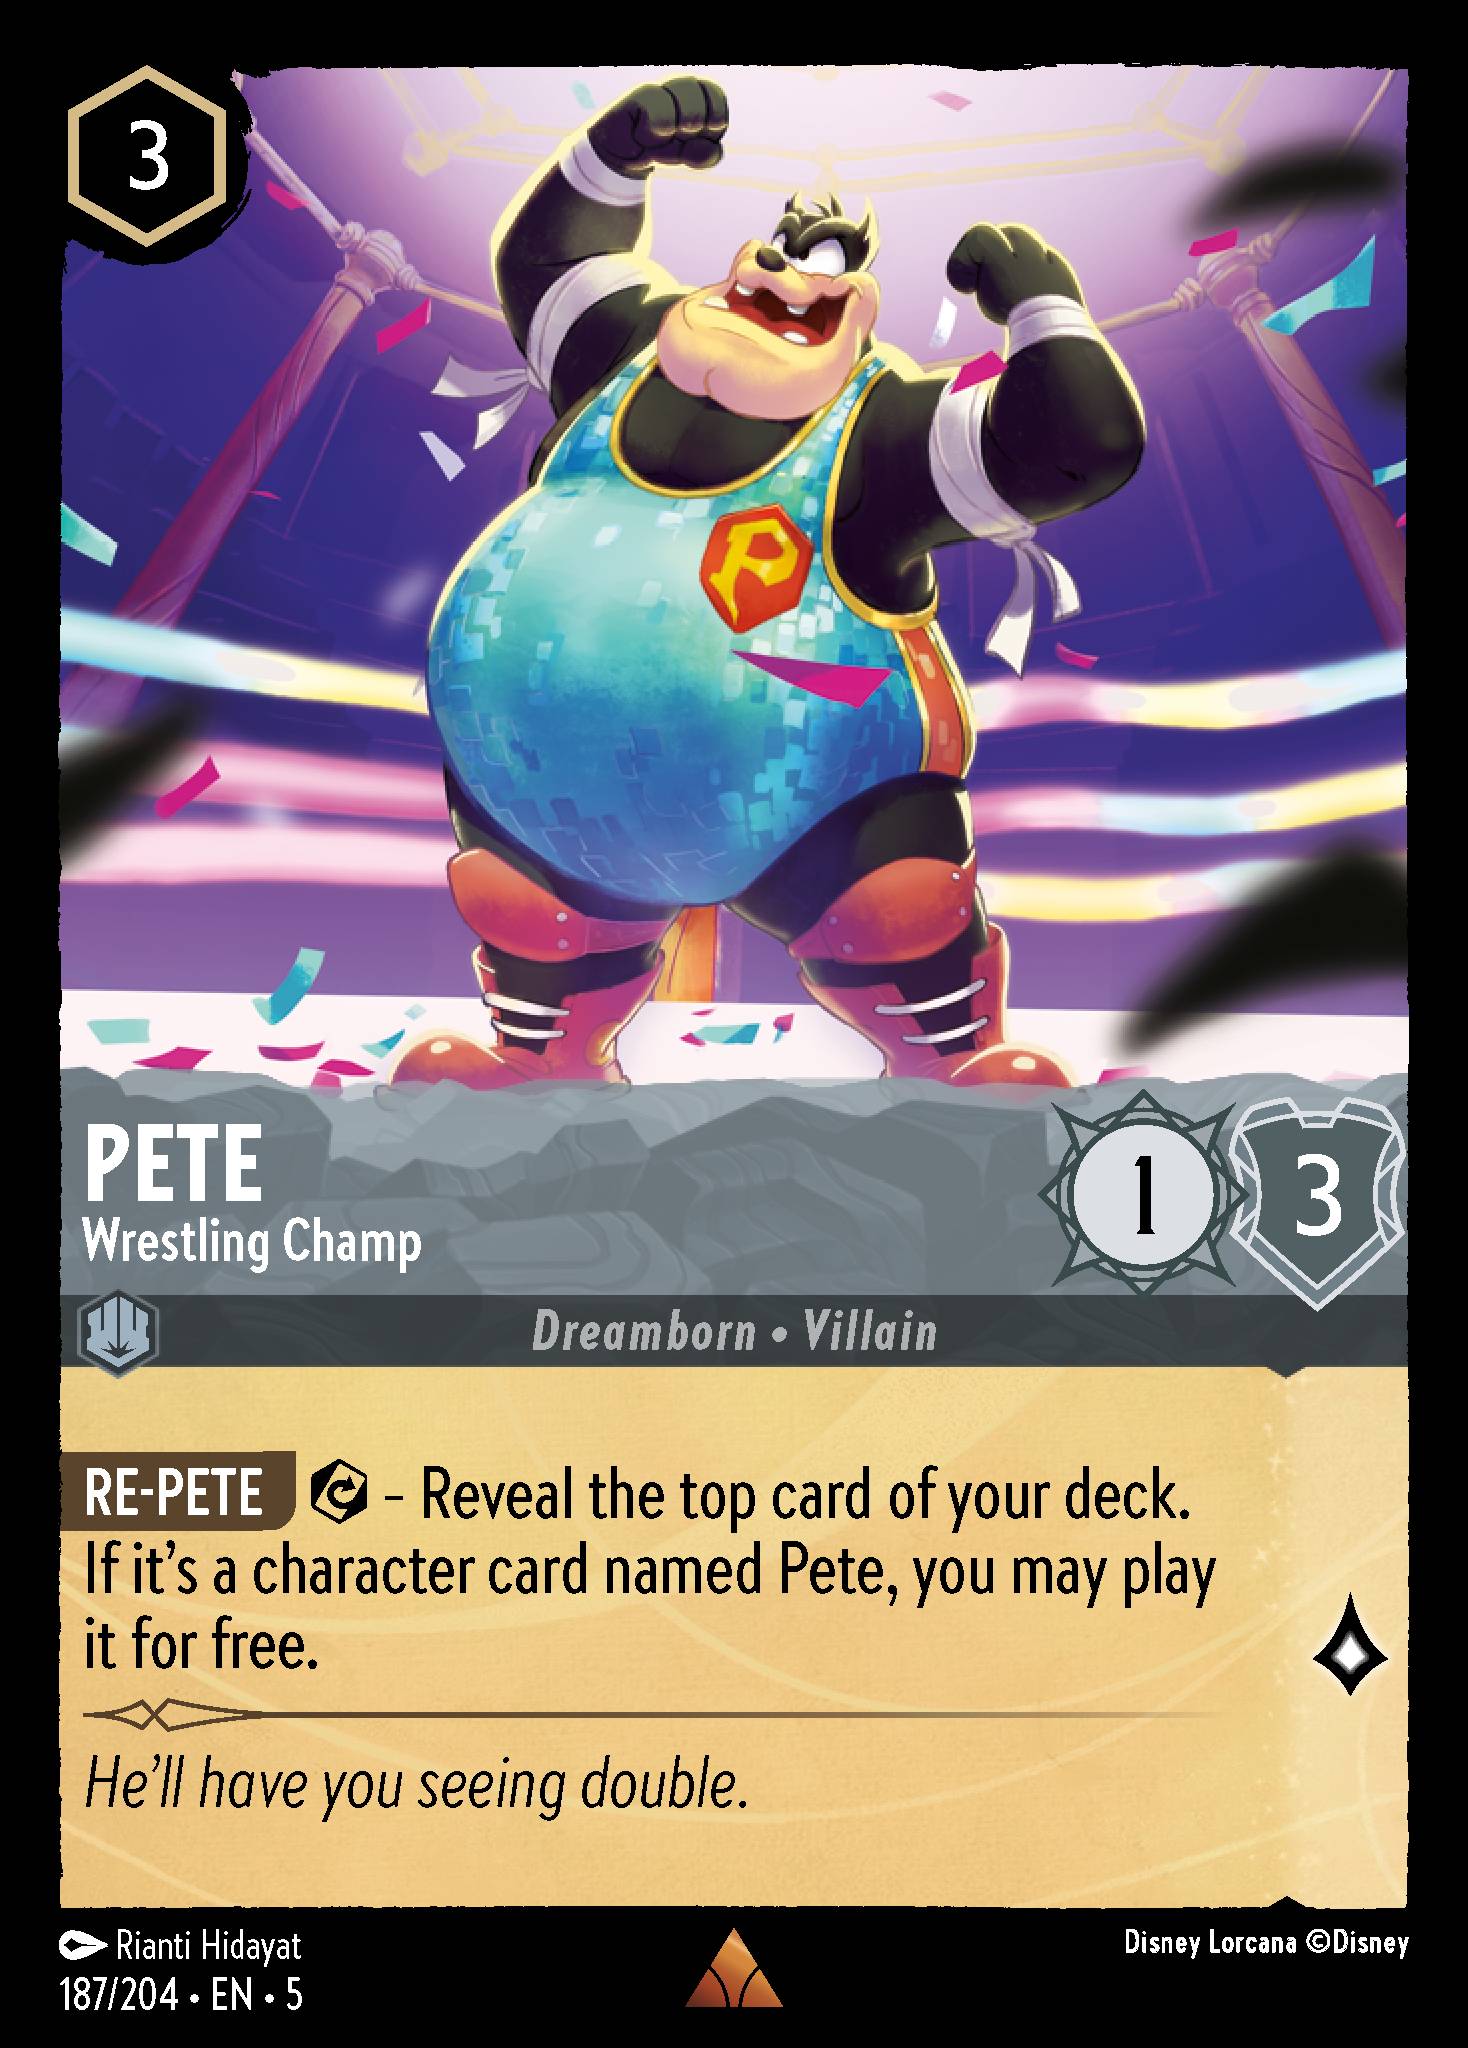 3
P
PETE
Wrestling Champ
1
3
Dreamborn • Villain
RE-PETE – Reveal the top card of your deck.
If it's a character card named Pete, you may play
it for free.
He'll have you seeing double.
Rianti Hidayat
Disney Lorcana ©Disney
187/204 • EN • 5